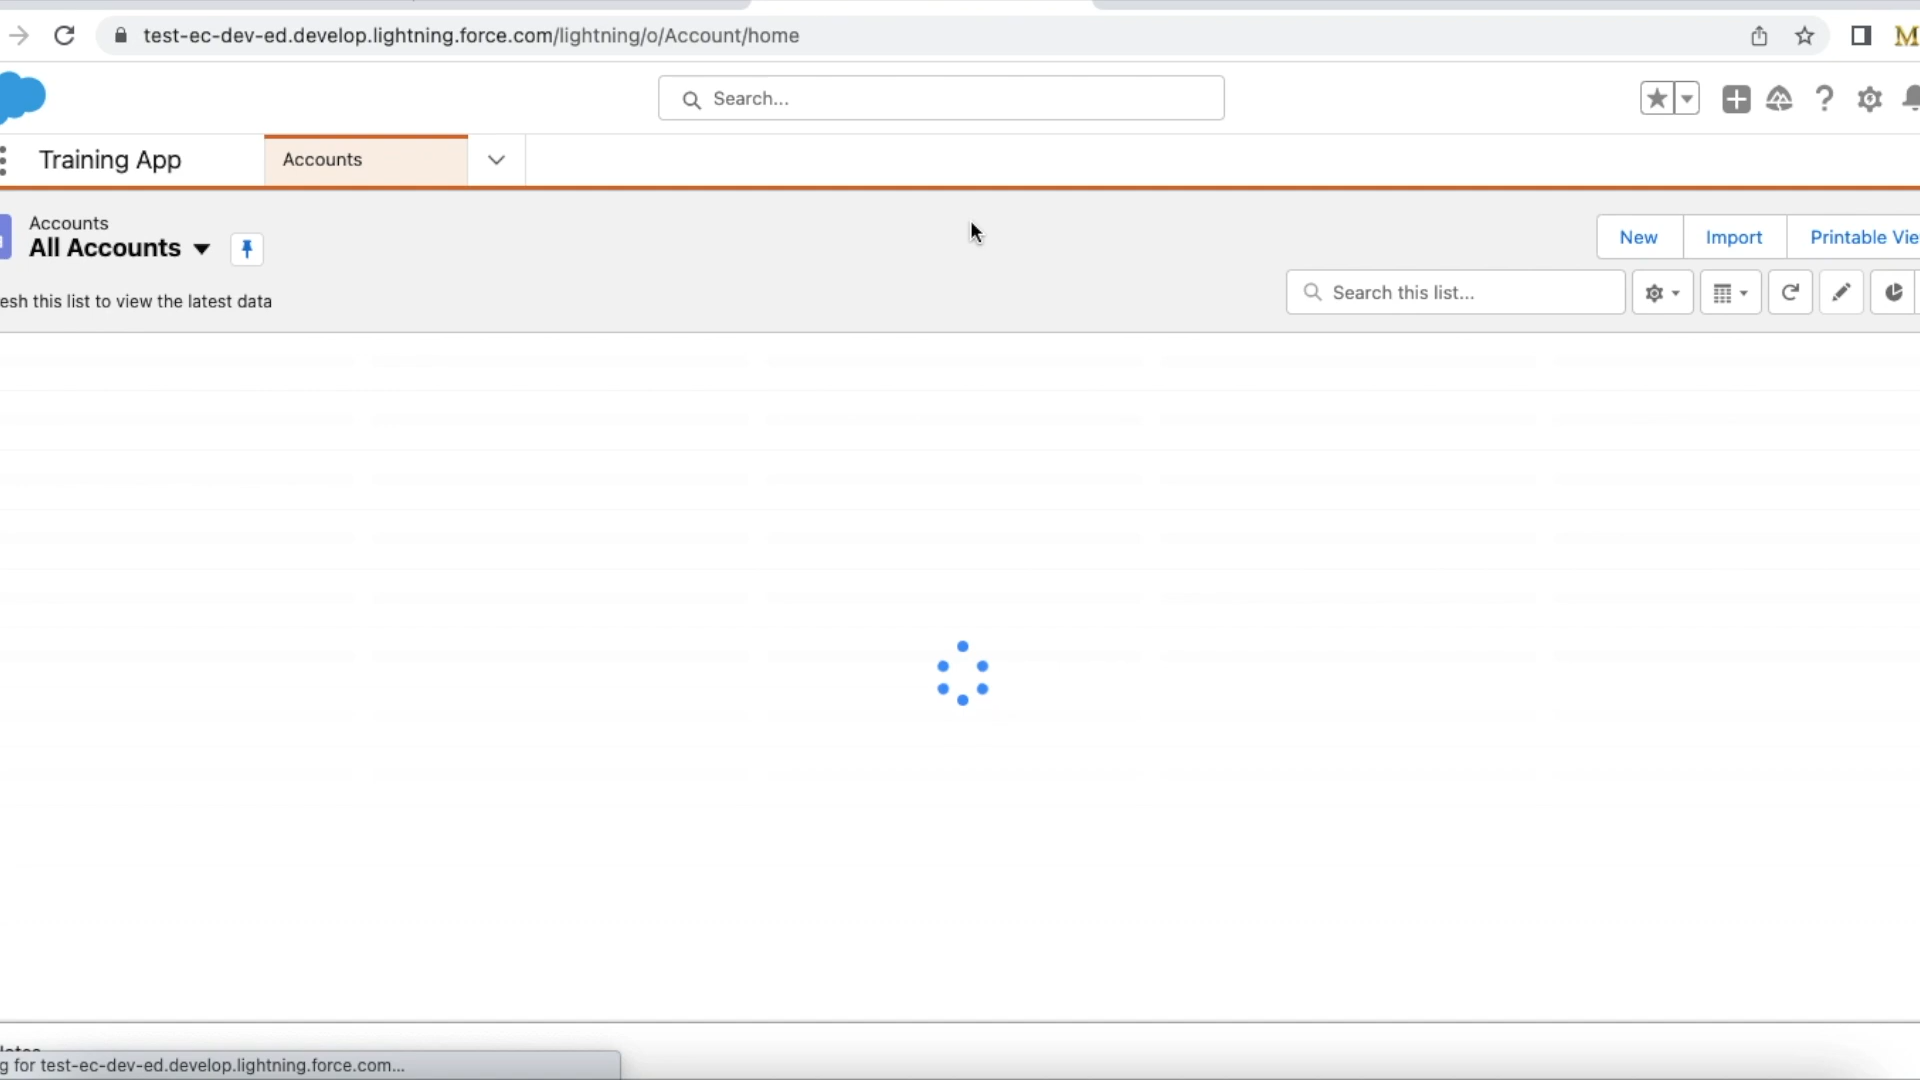 test-ec-dev-ed.develop.lightning.force.com/lightning/o/Account/home
M
Search...
Training App
Accounts
Accounts
All Accounts
New
Import
Printable Vie
esh this list to view the latest data
Search this list...
g for test-ec-dev-ed.develop.lightning.force.com...